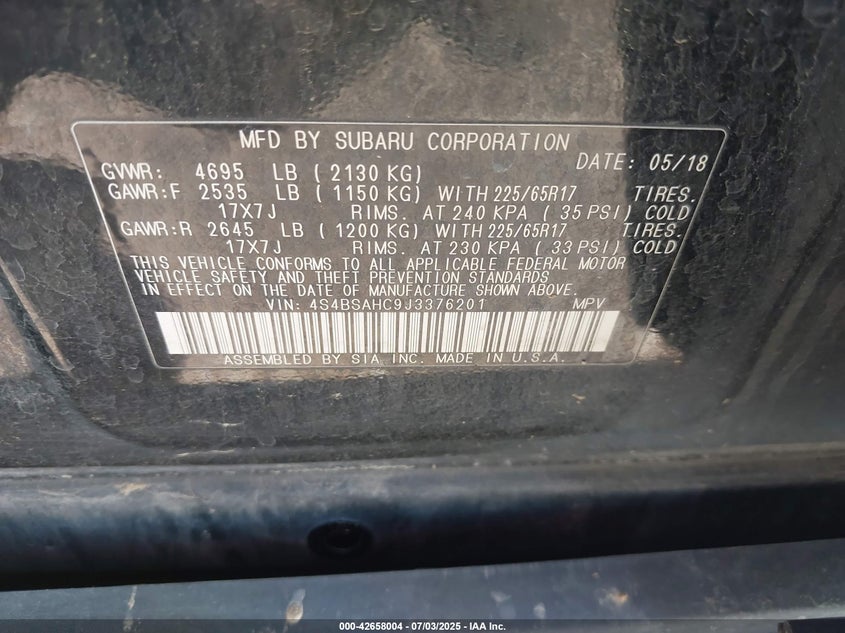 MFD BY SUBARU CORPORATION
GVWR: 4695 LB ( 2130 KG) DATE: 05/18
GAWR:F 2535 LB ( 1150 KG) WITH 225/65R17 TIRES.
17X7J RIMS. AT 240 KPA ( 35 PSI) COLD
GAWR:R 2645 LB ( 1200 KG) WITH 225/65R17 TIRES.
17X7J RIMS. AT 230 KPA ( 33 PSI) COLD
THIS VEHICLE CONFORMS TO ALL APPLICABLE FEDERAL MOTOR
VEHICLE SAFETY AND THEFT PREVENTION STANDARDS
IN EFFECT ON THE DATE OF MANUFACTURE SHOWN ABOVE.
VIN: 4S4BSAHC9J3376201 MPV
ASSEMBLED BY SIA, INC. MADE IN U.S.A.
000-42658004 - 07/03/2025 - IAA Inc.